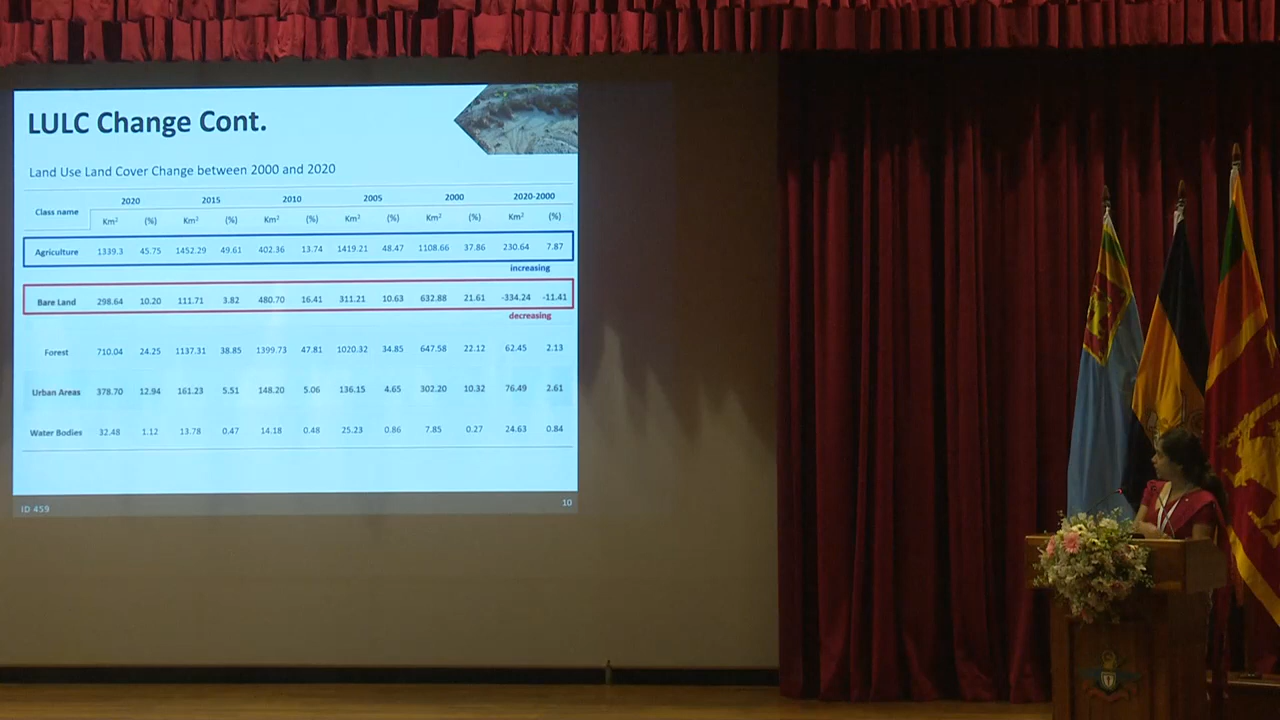 LULC Change Cont.
Land Use Land Cover Change between 2000 and 2020
Class name 2020 2015 2010 2005 2000 2020-2000
Km² (%) Km² (%) Km² (%) Km² (%) Km² (%) Km² (%)
Agriculture 1339.3 45.75 1452.29 49.61 402.36 13.74 1419.21 48.47 1108.66 37.86 230.64 7.87
increasing
Bare Land 298.64 10.20 111.71 3.82 480.70 16.41 311.21 10.63 632.88 21.61 -334.24 -11.41
decreasing
Forest 710.04 24.25 1137.31 38.85 1399.73 47.81 1020.32 34.85 647.58 22.12 62.45 2.13
Urban Areas 378.70 12.94 161.23 5.51 148.20 5.06 136.15 4.65 302.20 10.32 76.49 2.61
Water Bodies 32.48 1.12 13.78 0.47 14.18 0.48 25.23 0.86 7.85 0.27 24.63 0.84
ID 459 10